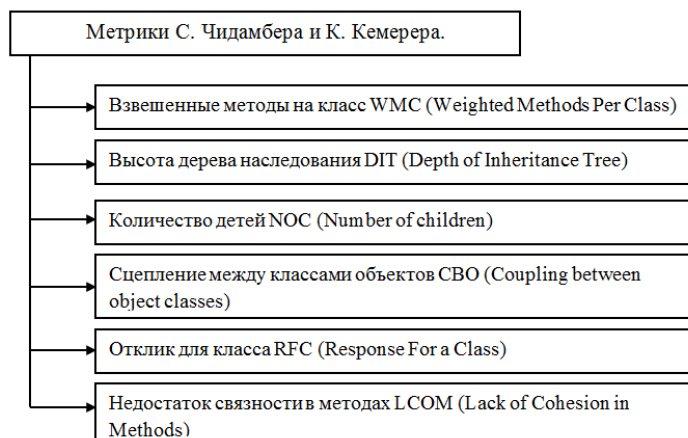 Метрики С. Чидамбера и К. Кемерера.
Взвешенные методы на класс WMC (Weighted Methods Per Class)
Высота дерева наследования DIT (Depth of Inheritance Tree)
Количество детей NOC (Number of children)
Сцепление между классами объектов CBO (Coupling between
object classes)
Отклик для класса RFC (Response For a Class)
Недостаток связности в методах LCOM (Lack of Cohesion in
Methods)